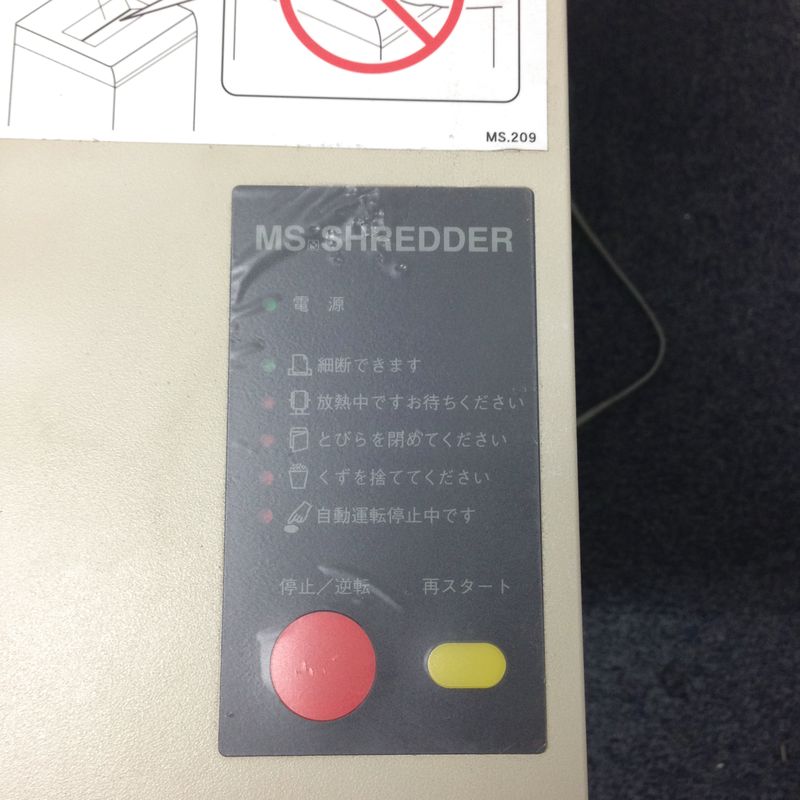 MS.209
MS SHREDDER
電源
細断できます
放熱中ですお待ちください
とびらを閉めてください
くずを捨ててください
自動運転停止中です
停止／逆転 再スタート